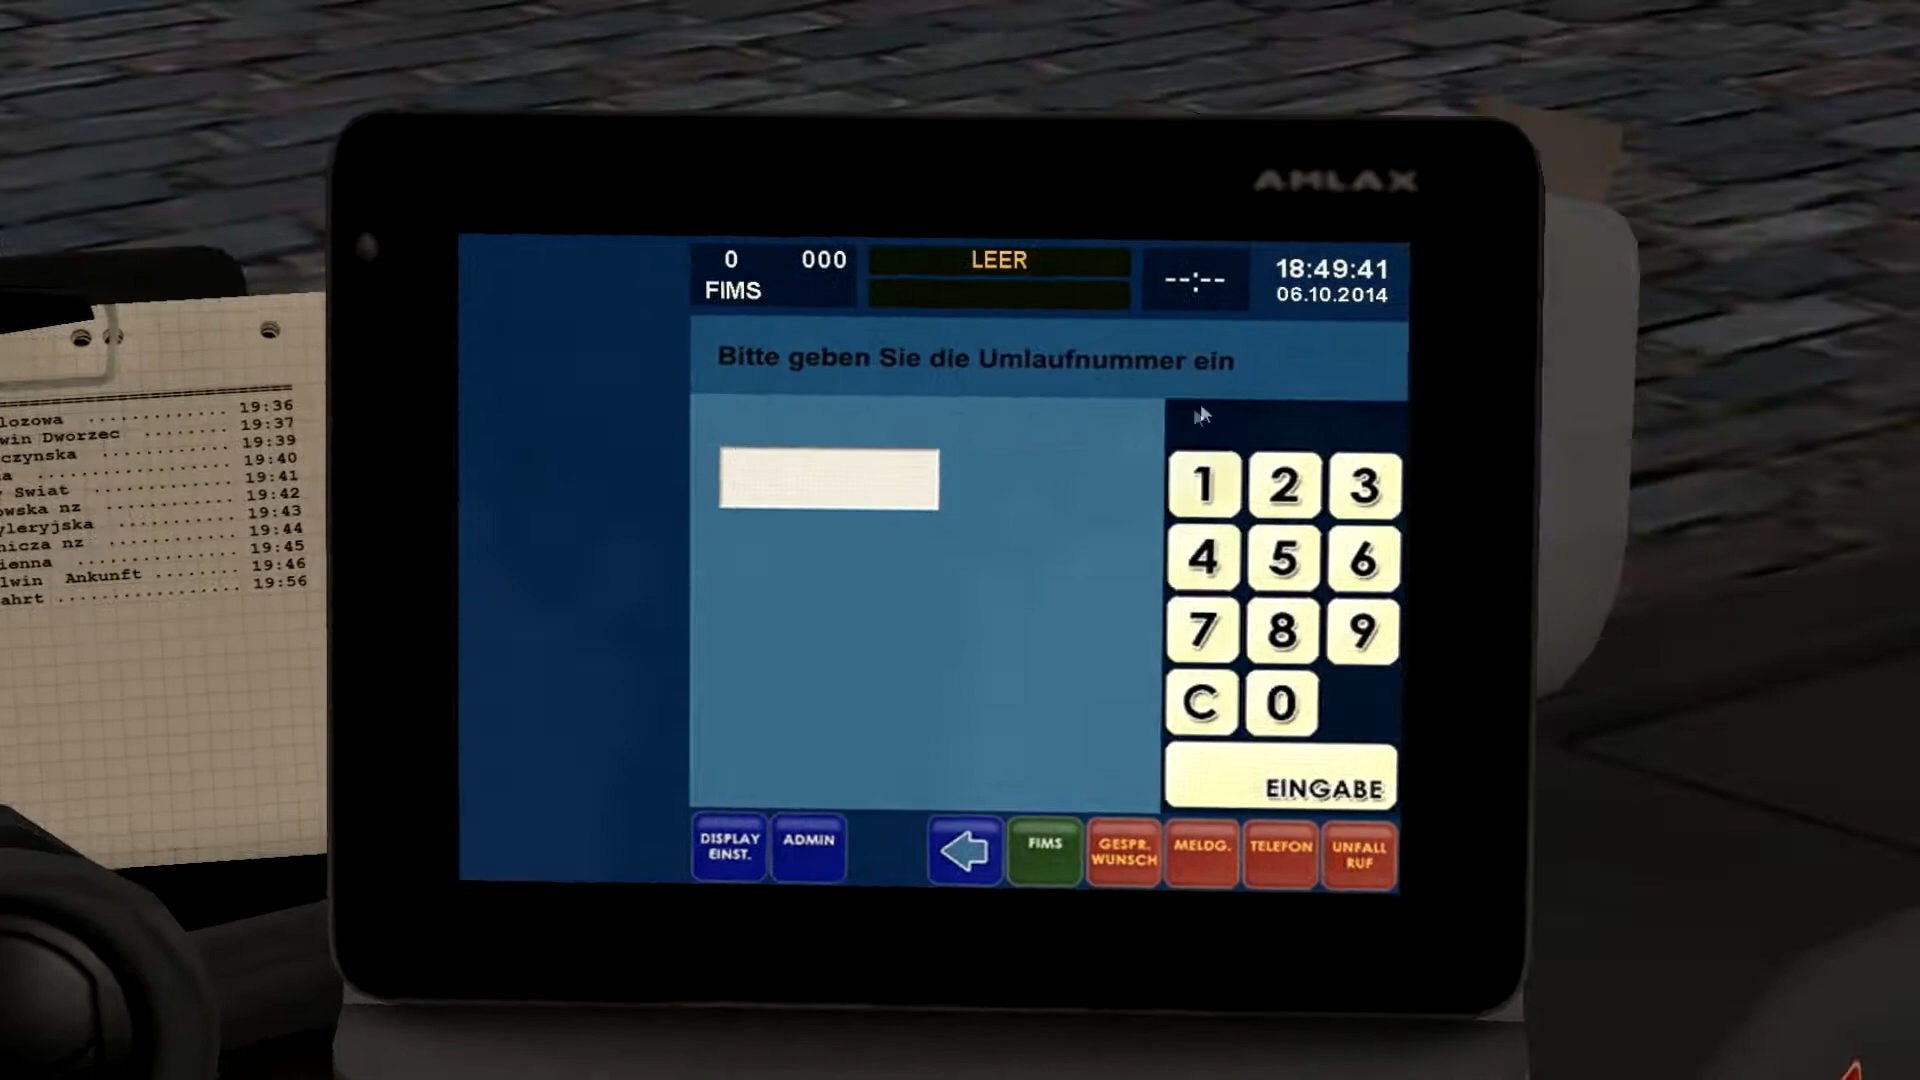 AMLAX
0 000
FIMS
LEER
--:--
18:49:41
06.10.2014
Bitte geben Sie die Umlaufnummer ein
1 2 3
4 5 6
7 8 9
C 0
EINGABE
DISPLAY
EINST.
ADMIN
FIMS
GESPR.
WUNSCH
MELDG.
TELEFON
UNFALL
RUF
lozowa ............ 19:36
win Dworzec ........ 19:37
czynska ............ 19:39
a ................ 19:40
Swiat ............ 19:41
owska nz ............ 19:42
yleryjska ............ 19:43
nicza nz ............ 19:44
ienna ............ 19:45
lwin Ankunft ........ 19:46
ahrt ................ 19:56